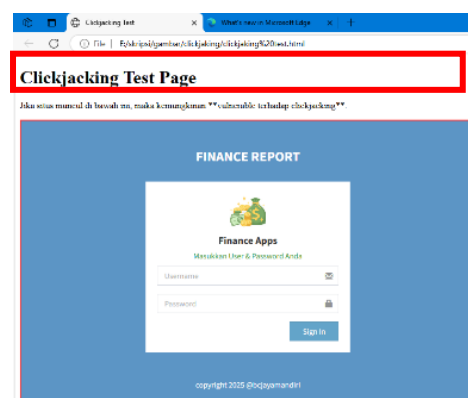 Clickjacking Test
What's new in Microsoft Edge
File
E:/skripsi/gambar/clickjaking/clickjaking%20test.html
Clickjacking Test Page
Jika situs muncul di bawah ini, maka kemungkinan **vulnerable terhadap clickjacking**.
FINANCE REPORT
Finance Apps
Masukkan User & Password Anda
Username
Password
Sign In
copyright 2025 @bcjayamandiri